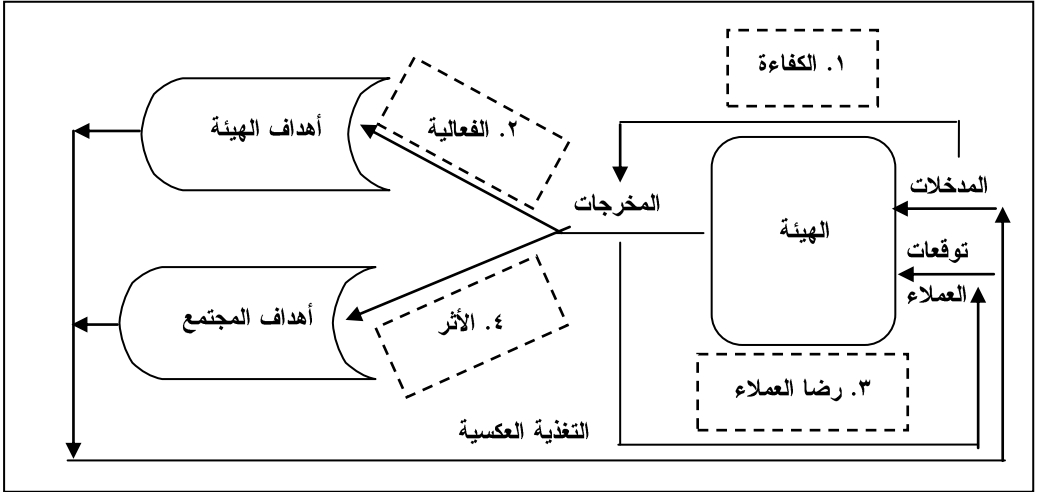 ١. الكفاءة
المدخلات
الهيئة
توقعات
العملاء
٣. رضا العملاء
المخرجات
٢. الفعالية
أهداف الهيئة
٤. الأثر
أهداف المجتمع
التغذية العكسية